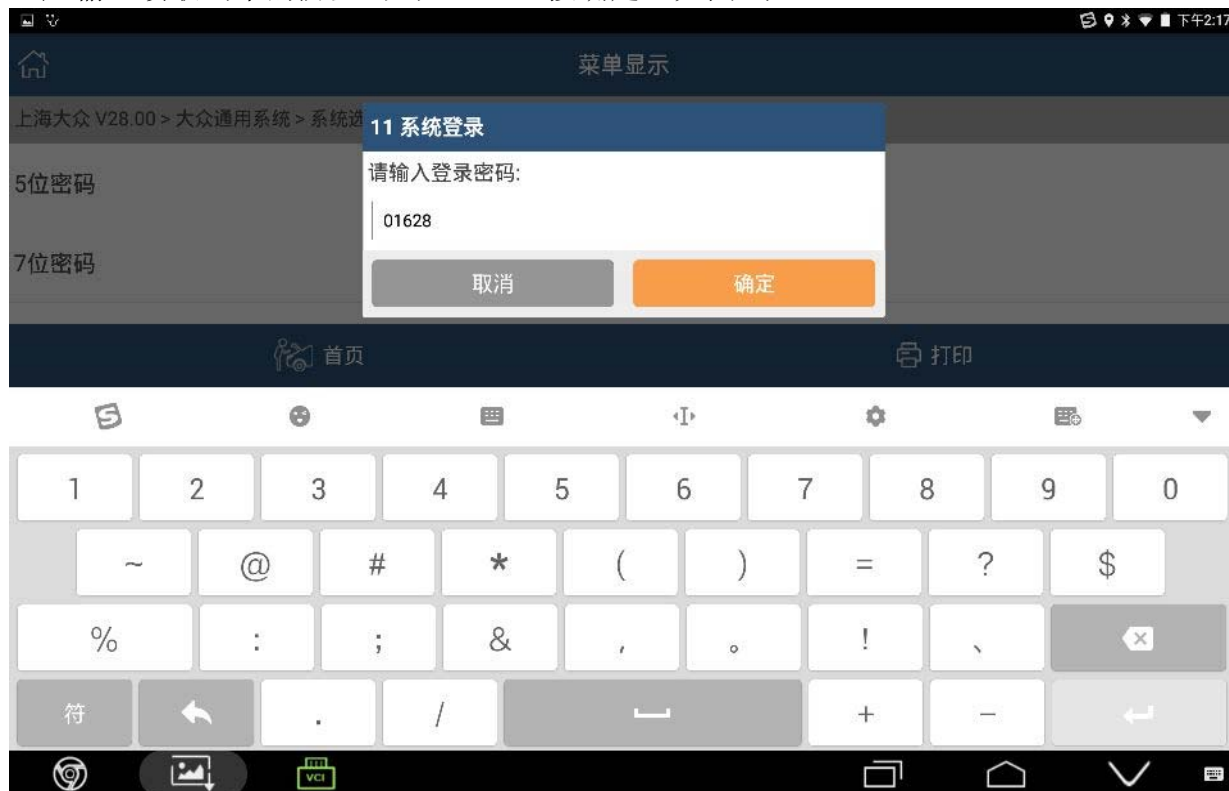 下午2:17
菜单显示
上海大众 V28.00 > 大众通用系统 > 系统选
11 系统登录
请输入登录密码:
5位密码
01628
7位密码
取消
确定
首页
打印
1 2 3 4 5 6 7 8 9 0
~ @ # * ( ) = ? $
% : ; & , 。 ! 、
符 . / + −
VCI